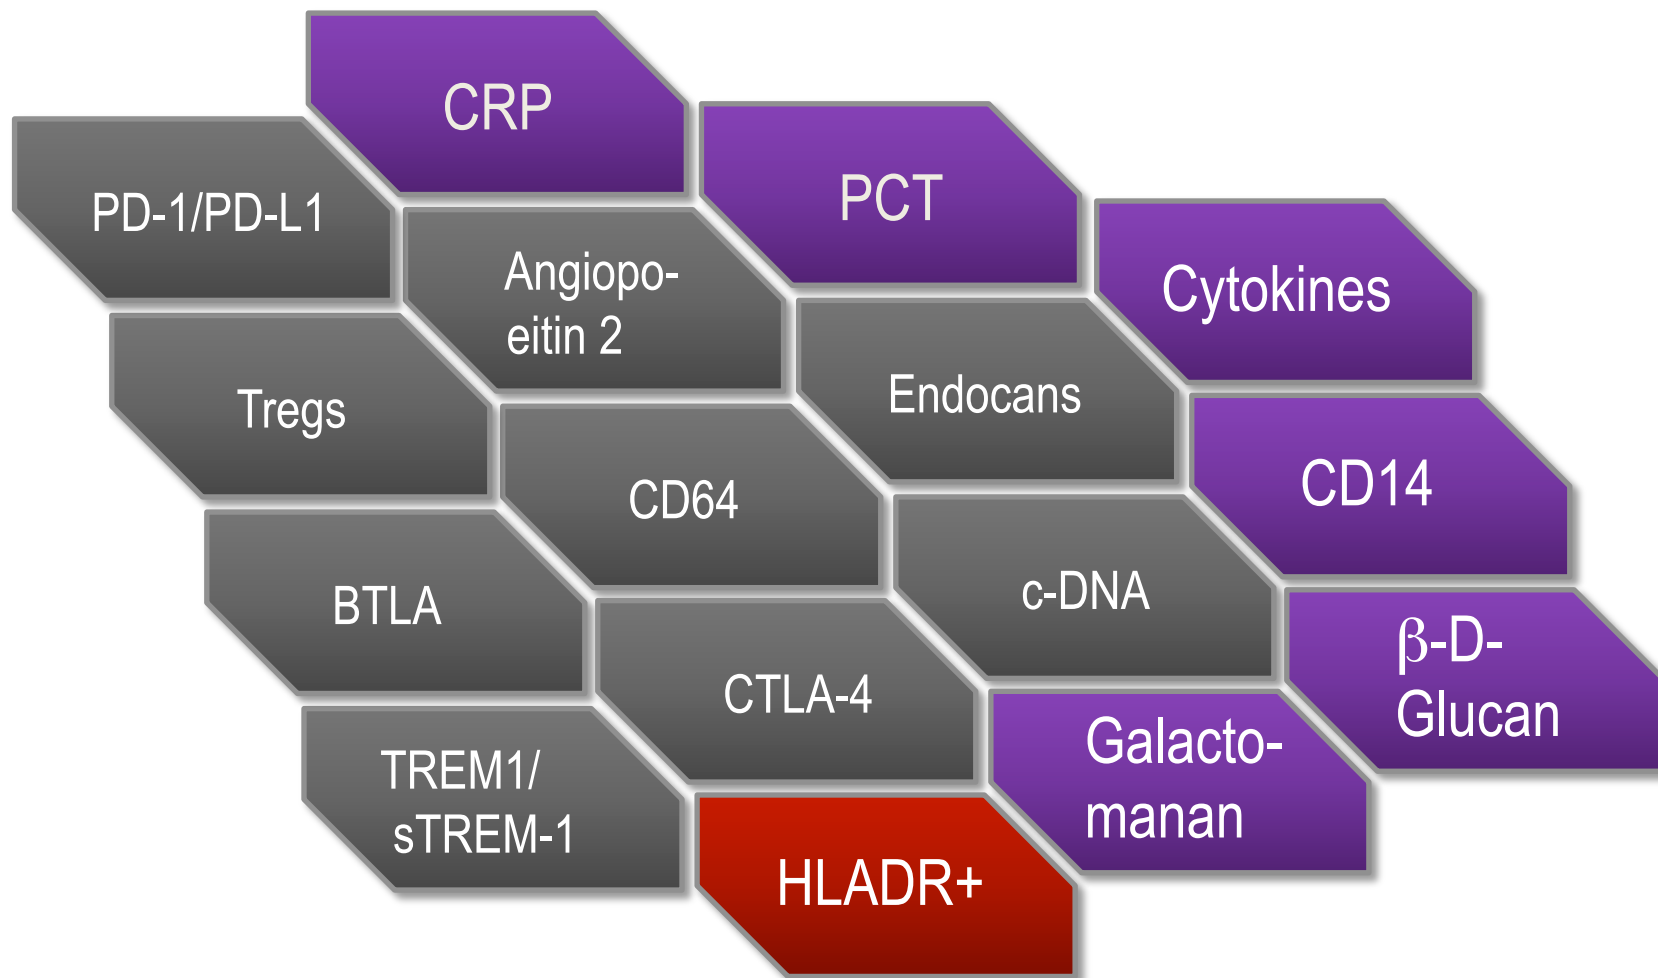 CRP
PCT
PD-1/PD-L1
Angiopo-
eitin 2
Cytokines
Tregs
Endocans
CD64
CD14
BTLA
c-DNA
CTLA-4
β-D-
Glucan
TREM1/
sTREM-1
Galacto-
manan
HLADR+